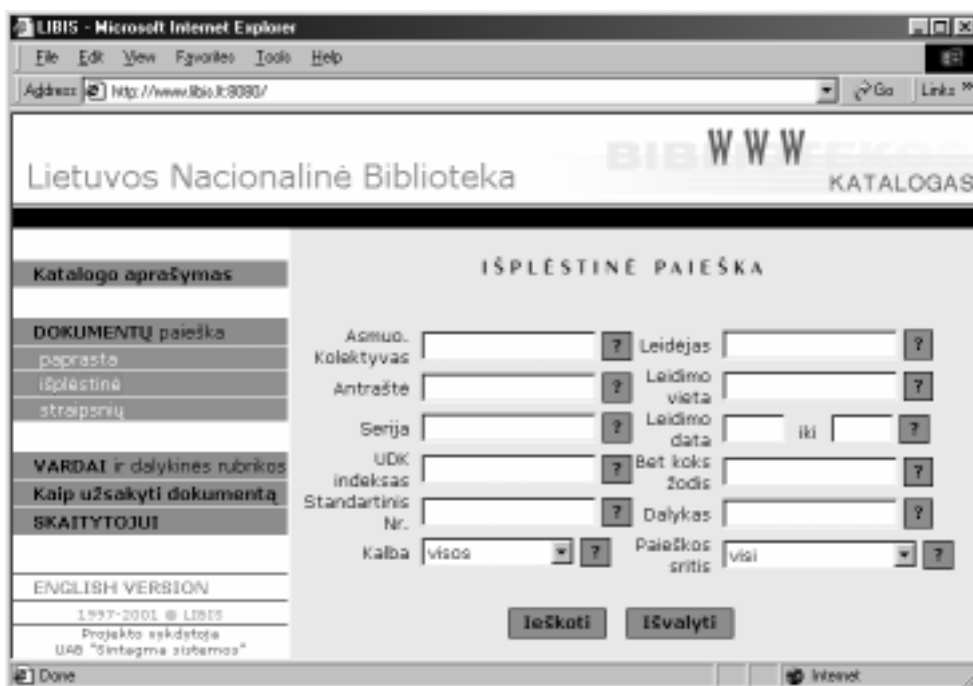 LIBIS - Microsoft Internet Explorer
File Edit View Favorites Tools Help
Address http://www.libis.lt:8080/ Go Links »
BIBLIOTEKOS
WWW
Lietuvos Nacionalinė Biblioteka
KATALOGAS
Katalogo aprašymas
DOKUMENTŲ paieška
paprasta
išplėstinė
straipsnių
VARDAI ir dalykinės rubrikos
Kaip užsakyti dokumentą
SKAITYTOJUI
ENGLISH VERSION
1997-2001 @ LIBIS
Projekto vykdytoja
UAB "Sintagma sistemos"
IŠPLĖSTINĖ PAIEŠKA
Asmuo.
Kolektyvas ?
Leidėjas ?
Antraštė ?
Leidimo
vieta ?
Serija ?
Leidimo
data iki ?
UDK
indeksas ?
Bet koks
žodis ?
Standartinis
Nr. ?
Dalykas ?
Kalba visos ?
Paieškos
sritis visi ?
Ieškoti Išvalyti
Done Internet